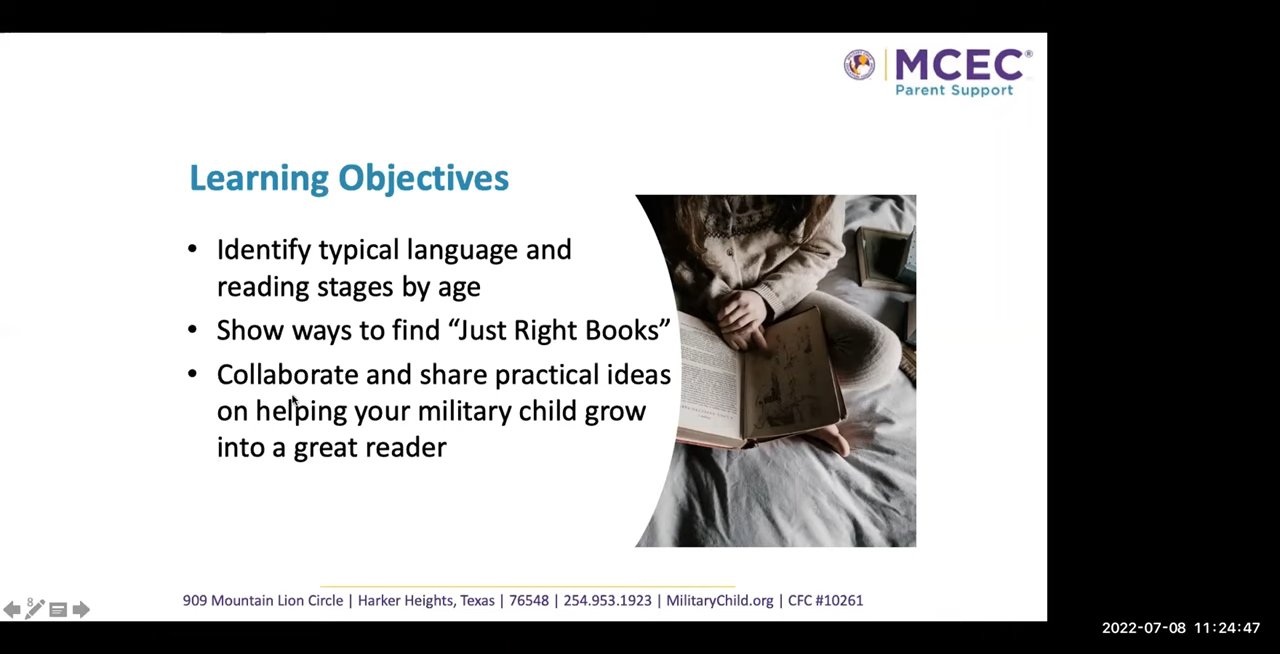 MCEC®
Parent Support
Learning Objectives
• Identify typical language and
reading stages by age
• Show ways to find “Just Right Books”
• Collaborate and share practical ideas
on helping your military child grow
into a great reader
909 Mountain Lion Circle | Harker Heights, Texas | 76548 | 254.953.1923 | MilitaryChild.org | CFC #10261
8
2022-07-08 11:24:47